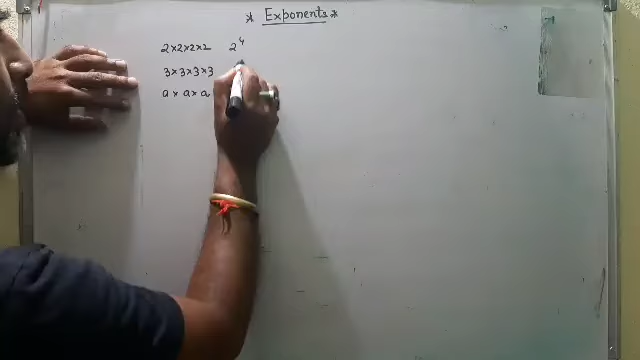 * Exponents *
2×2×2×2 2⁴
3×3×3×3
a × a × a